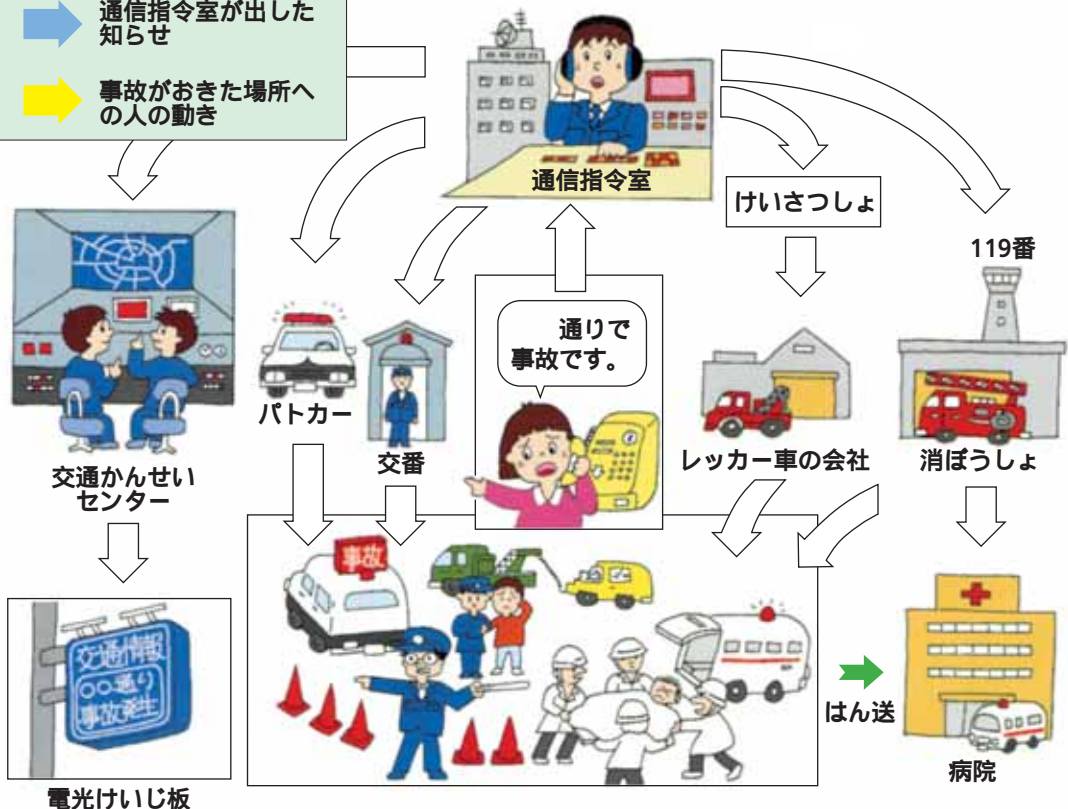 通信指令室が出した
知らせ
事故がおきた場所へ
の人の動き
通信指令室
けいさつしょ
119番
通りで
事故です。
パトカー
交番
レッカー車の会社
消ぼうしょ
交通かんせい
センター
事故
交通情報
○○通り
事故発生
はん送
病院
電光けいじ板